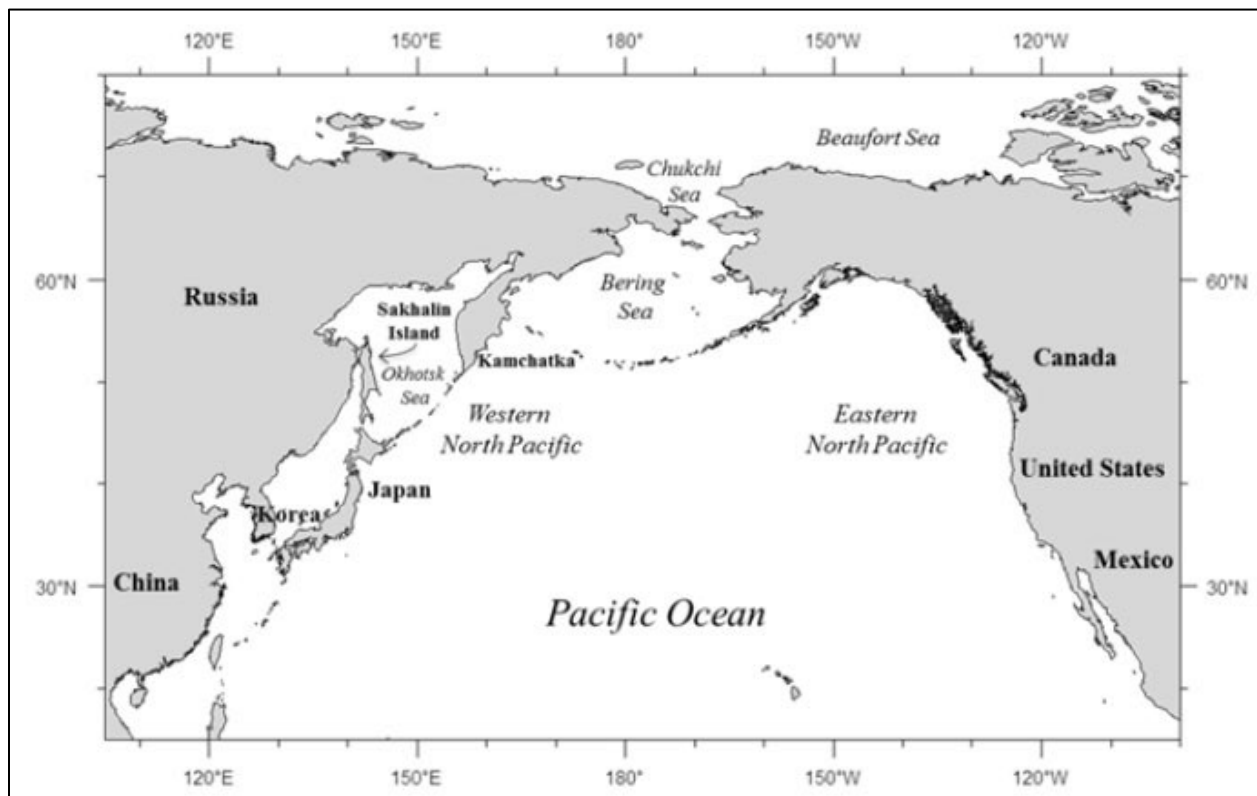 120°E 150°E 180° 150°W 120°W
Beaufort Sea
Chukchi
Sea
60°N 60°N
Bering
Sea
Russia
Sakhalin
Island
Kamchatka
Canada
Okhotsk
Sea
Western
North Pacific
Eastern
North Pacific
United States
Japan
Korea
Mexico
China
30°N 30°N
Pacific Ocean
120°E 150°E 180° 150°W 120°W